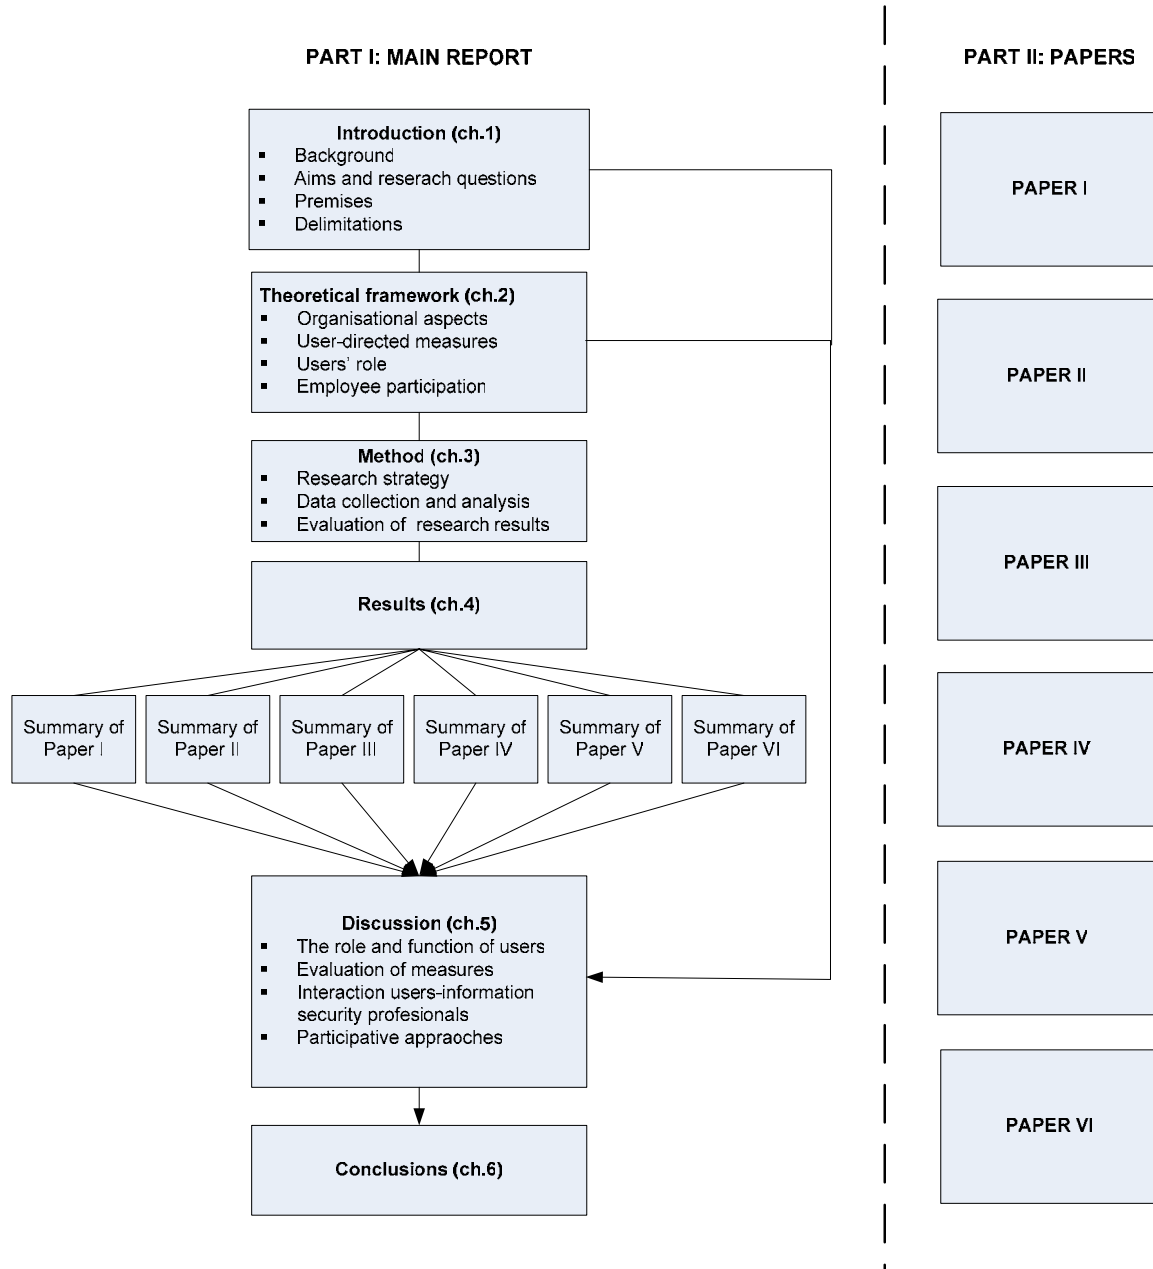 PART I: MAIN REPORT
Introduction (ch.1)
▪ Background
▪ Aims and reserach questions
▪ Premises
▪ Delimitations
Theoretical framework (ch.2)
▪ Organisational aspects
▪ User-directed measures
▪ Users' role
▪ Employee participation
Method (ch.3)
▪ Research strategy
▪ Data collection and analysis
▪ Evaluation of research results
Results (ch.4)
Summary of
Paper I
Summary of
Paper II
Summary of
Paper III
Summary of
Paper IV
Summary of
Paper V
Summary of
Paper VI
Discussion (ch.5)
▪ The role and function of users
▪ Evaluation of measures
▪ Interaction users-information
security profesionals
▪ Participative appraoches
Conclusions (ch.6)
PART II: PAPERS
PAPER I
PAPER II
PAPER III
PAPER IV
PAPER V
PAPER VI